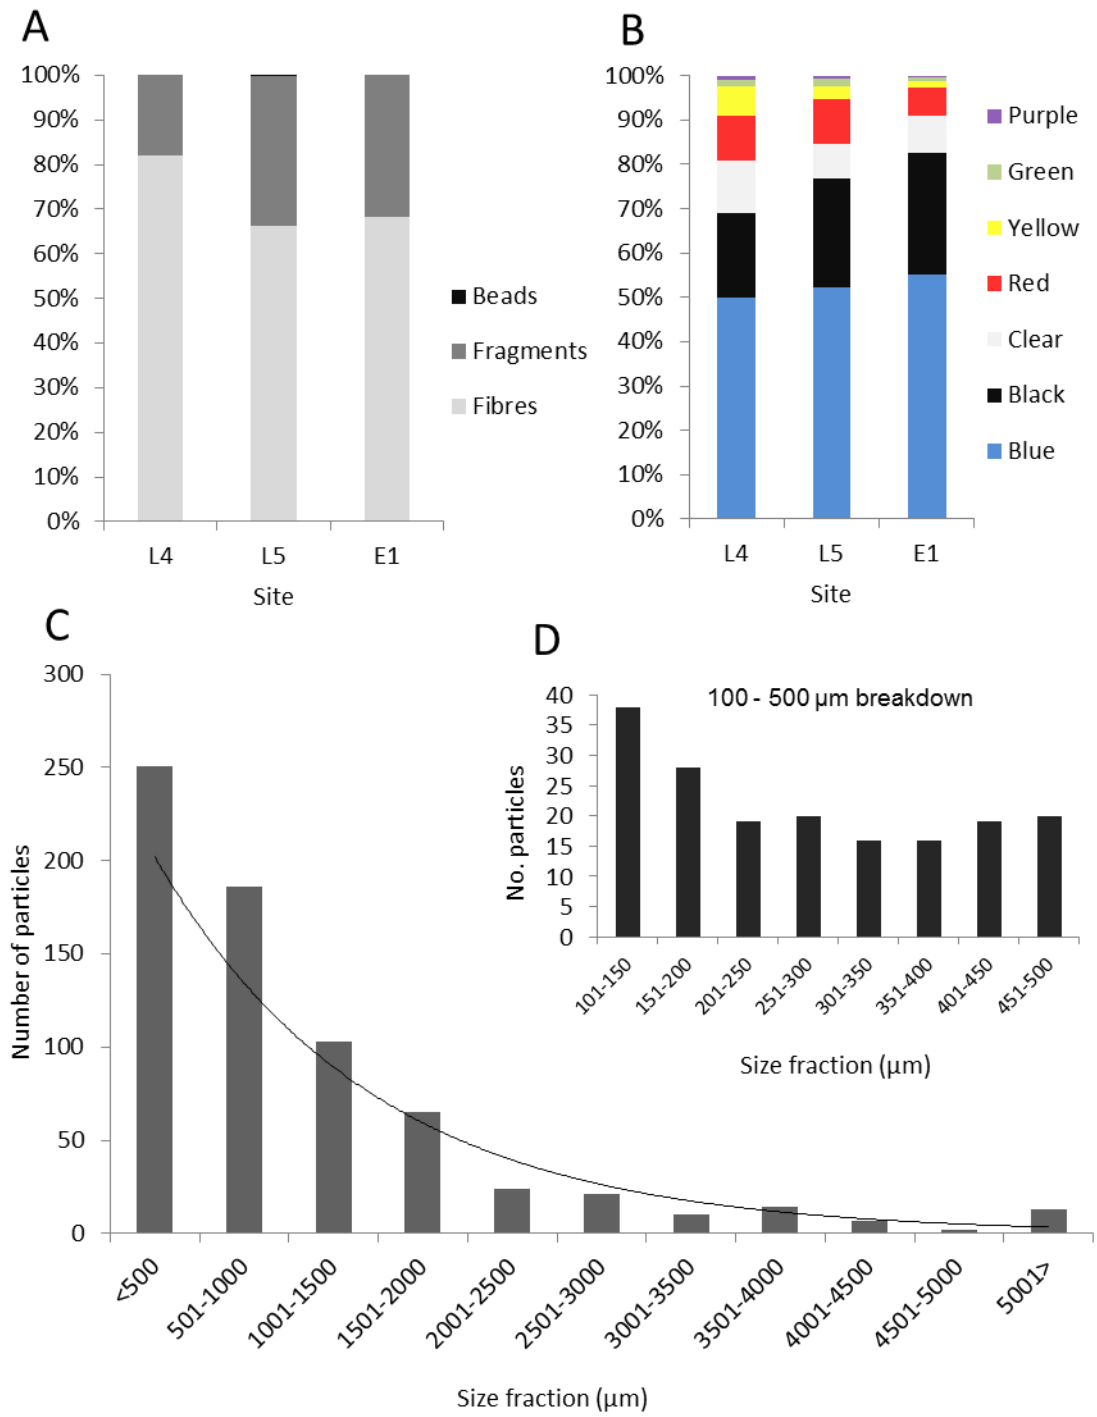 A
100%
90%
80%
70%
60%
50%
40%
30%
20%
10%
0%
L4 L5 E1
Site
Beads
Fragments
Fibres
B
100%
90%
80%
70%
60%
50%
40%
30%
20%
10%
0%
L4 L5 E1
Site
Purple
Green
Yellow
Red
Clear
Black
Blue
C
Number of particles
300
250
200
150
100
50
0
<500 501-1000 1001-1500 1501-2000 2001-2500 2501-3000 3001-3500 3501-4000 4001-4500 4501-5000 5001>
Size fraction (µm)
D
100 - 500 µm breakdown
No. particles
40
35
30
25
20
15
10
5
0
101-150 151-200 201-250 251-300 301-350 351-400 401-450 451-500
Size fraction (µm)